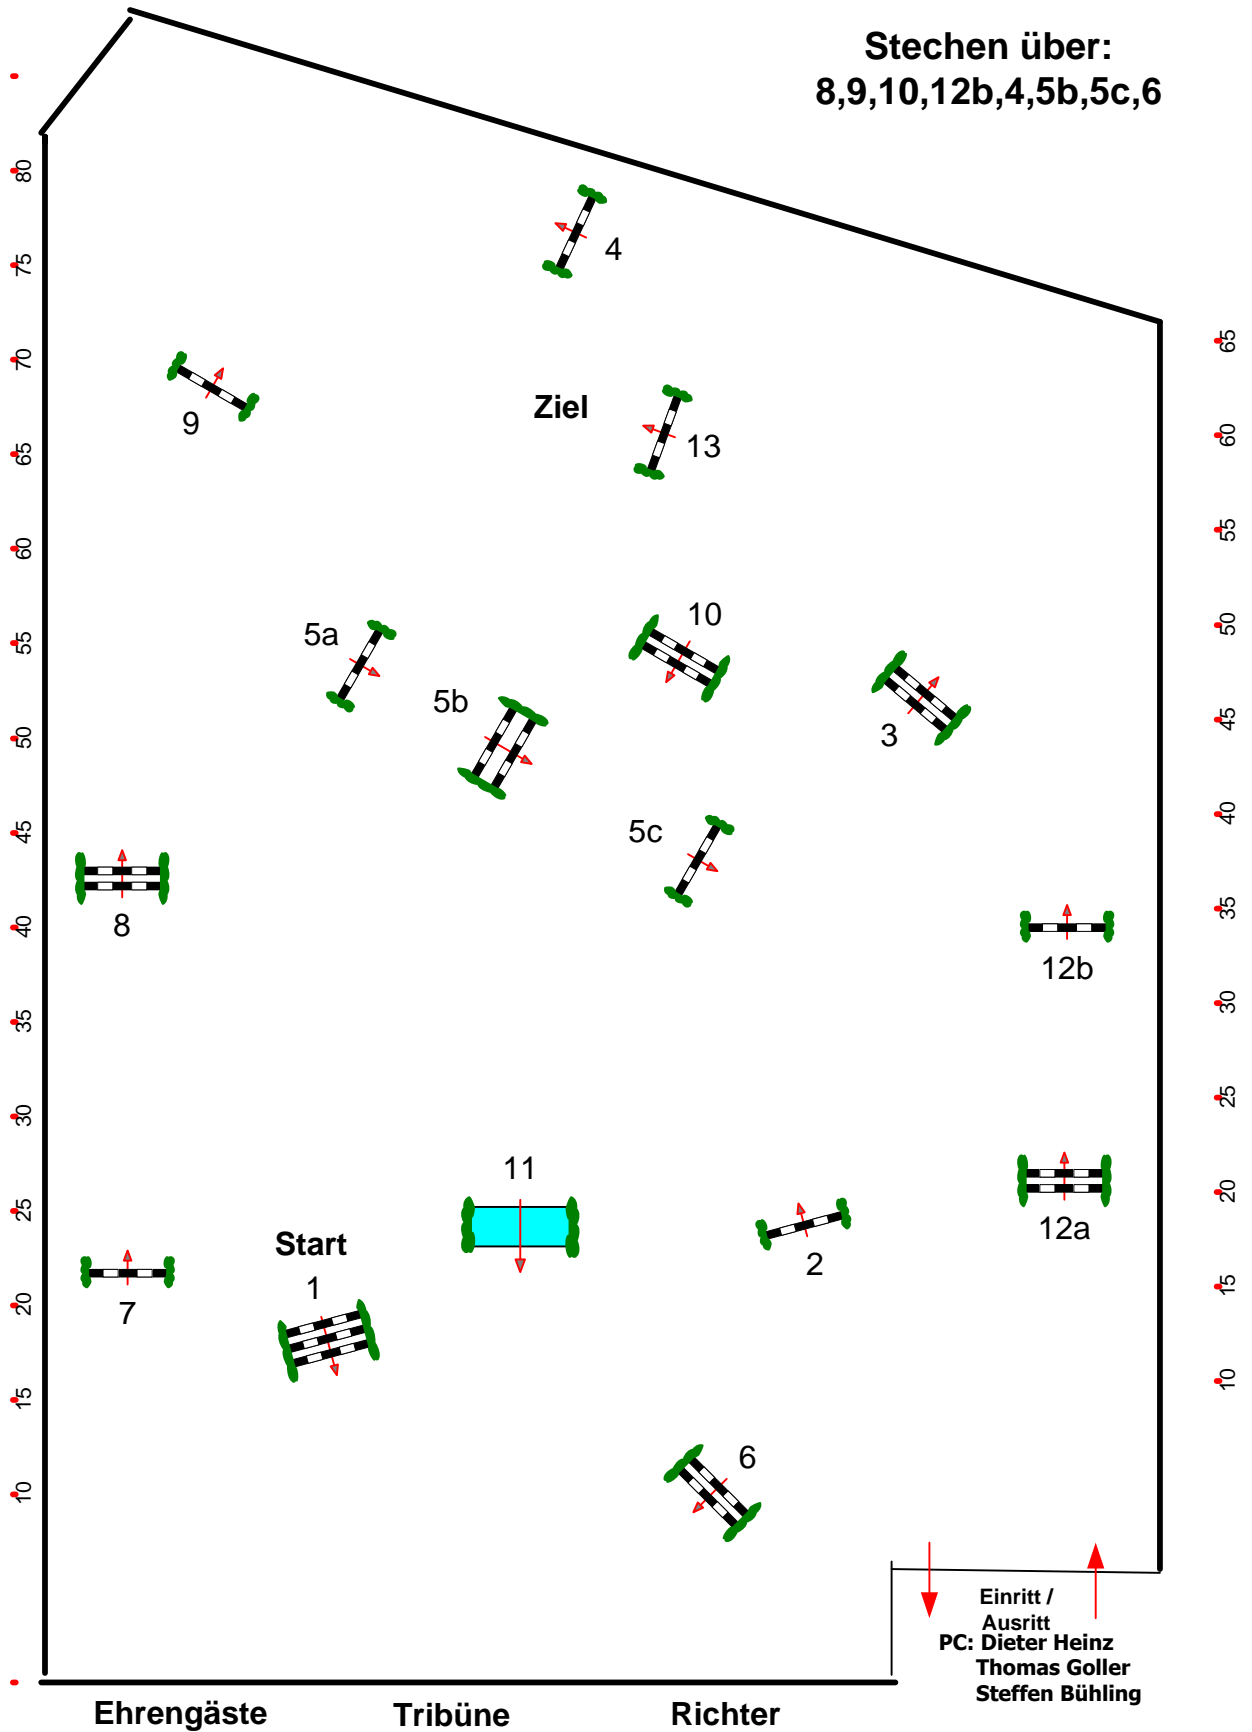 Stechen über:
8,9,10,12b,4,5b,5c,6
80
75
70
65
60
55
50
45
40
35
30
25
20
15
10
65
60
55
50
45
40
35
30
25
20
15
10
4
9
Ziel
13
10
5a
5b
3
5c
8
12b
11
12a
Start
2
1
7
6
Einritt /
Ausritt
PC: Dieter Heinz
Thomas Goller
Steffen Bühling
Ehrengäste
Tribüne
Richter